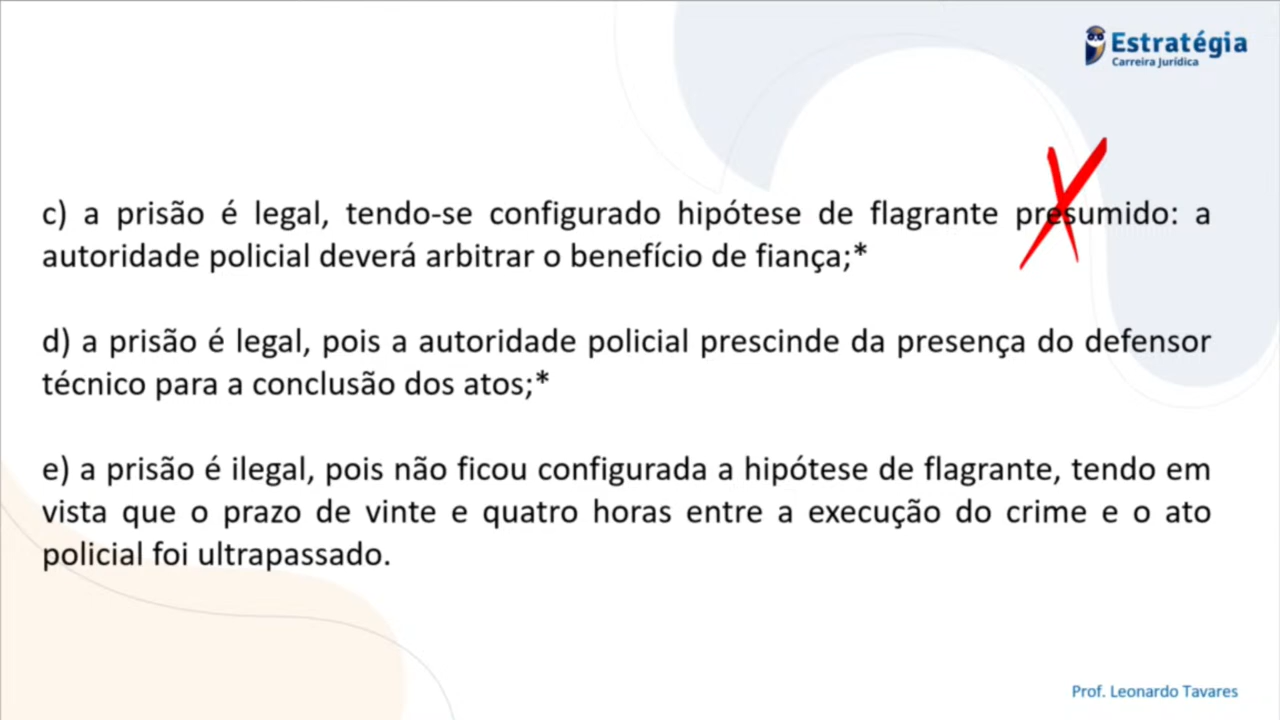 Estratégia
Carreira Jurídica
c) a prisão é legal, tendo-se configurado hipótese de flagrante presumido: a
autoridade policial deverá arbitrar o benefício de fiança;*
d) a prisão é legal, pois a autoridade policial prescinde da presença do defensor
técnico para a conclusão dos atos;*
e) a prisão é ilegal, pois não ficou configurada a hipótese de flagrante, tendo em
vista que o prazo de vinte e quatro horas entre a execução do crime e o ato
policial foi ultrapassado.
Prof. Leonardo Tavares